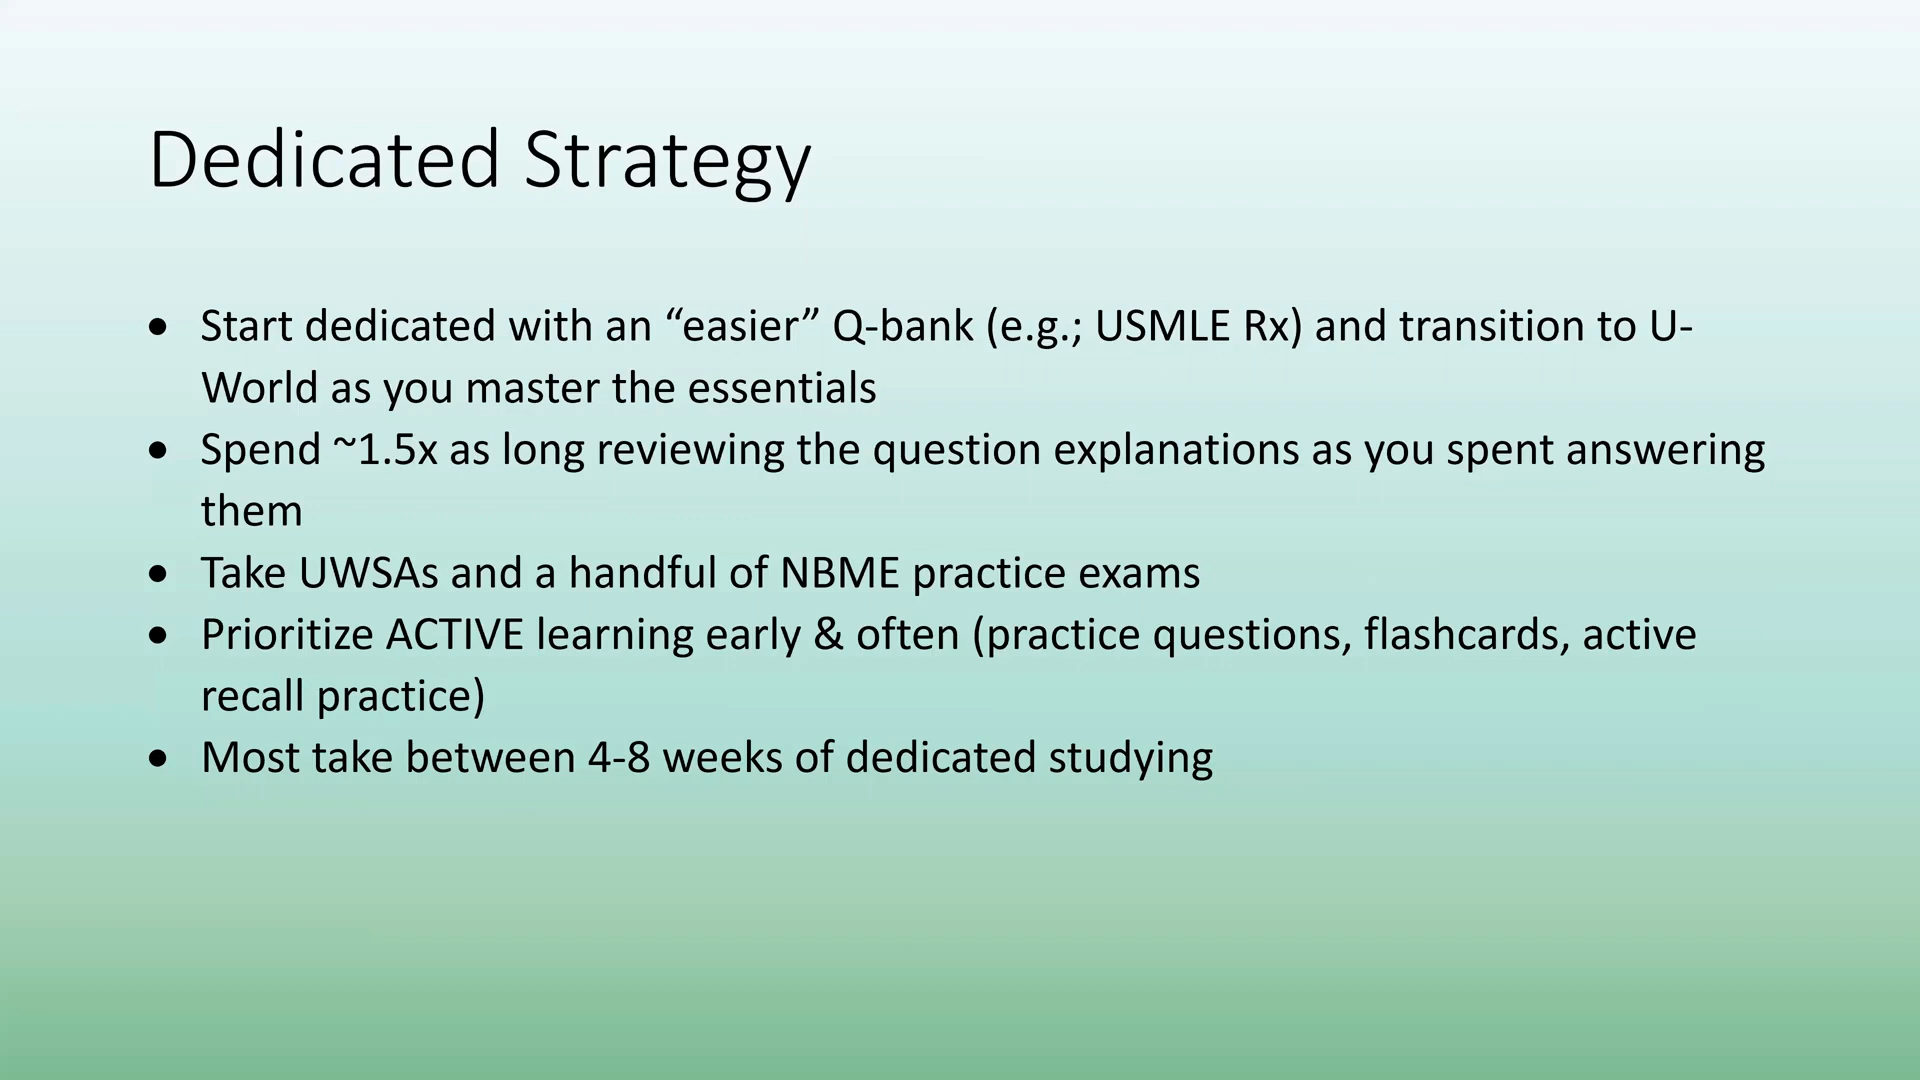 Dedicated Strategy
• Start dedicated with an “easier” Q-bank (e.g.; USMLE Rx) and transition to U-
World as you master the essentials
• Spend ~1.5x as long reviewing the question explanations as you spent answering
them
• Take UWSAs and a handful of NBME practice exams
• Prioritize ACTIVE learning early & often (practice questions, flashcards, active
recall practice)
• Most take between 4-8 weeks of dedicated studying